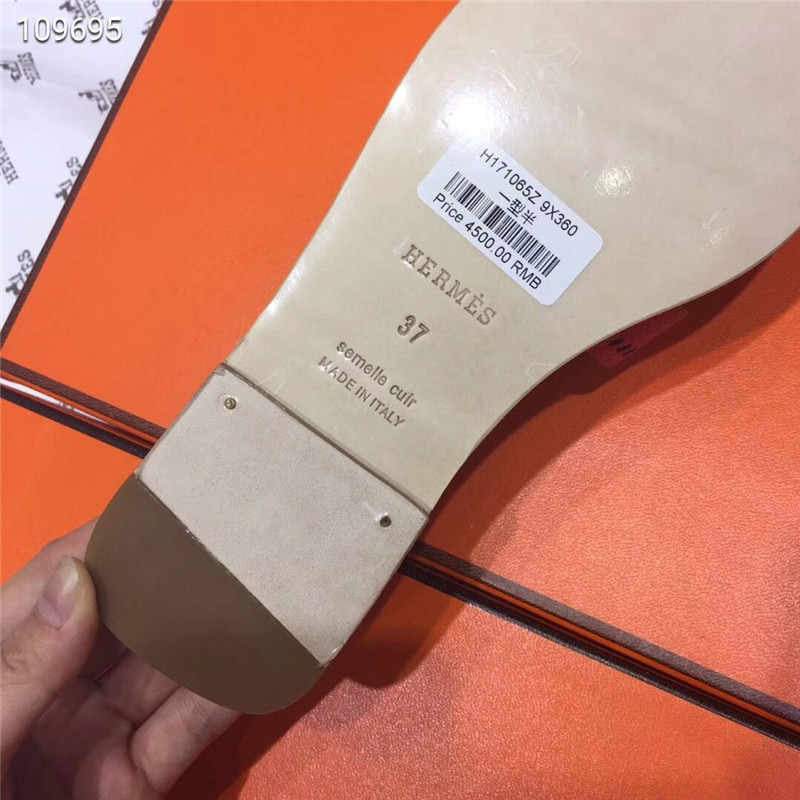 109695
H171065Z 9X360
一型半
Price 4500.00 RMB
HERMÈS
37
semelle cuir
MADE IN ITALY